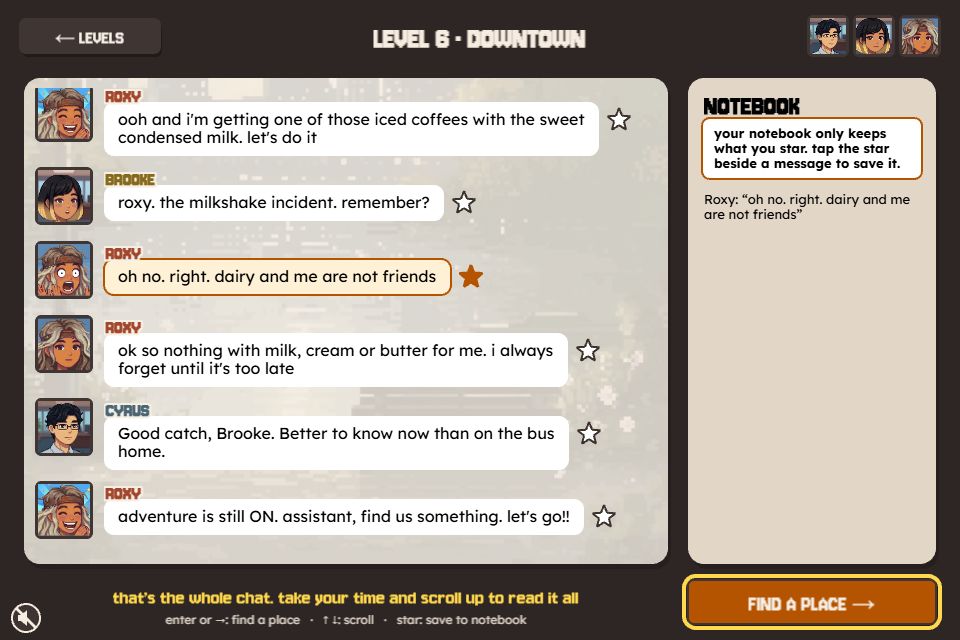 ← LEVELS
LEVEL 6 · DOWNTOWN
ROXY
ooh and i'm getting one of those iced coffees with the sweet
condensed milk. let's do it
BROOKE
roxy. the milkshake incident. remember?
ROXY
oh no. right. dairy and me are not friends
ROXY
ok so nothing with milk, cream or butter for me. i always
forget until it's too late
CYRUS
Good catch, Brooke. Better to know now than on the bus
home.
ROXY
adventure is still ON. assistant, find us something. let's go!!
NOTEBOOK
your notebook only keeps
what you star. tap the star
beside a message to save it.
Roxy: “oh no. right. dairy and me
are not friends”
that's the whole chat. take your time and scroll up to read it all
enter or →: find a place · ↑ ↓: scroll · star: save to notebook
FIND A PLACE →